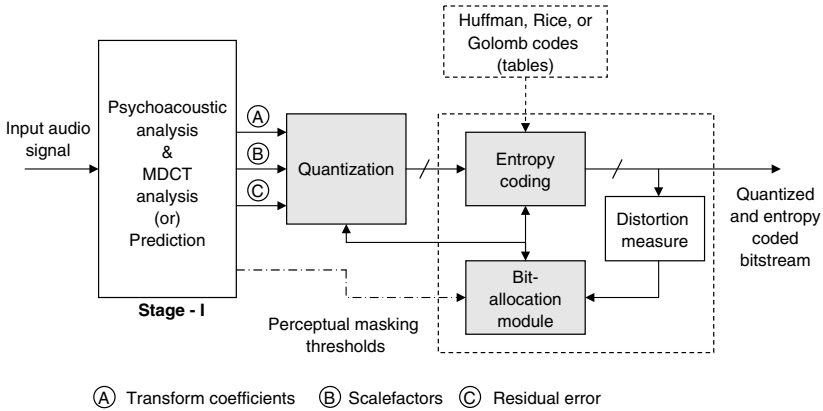 Huffman, Rice, or
Golomb codes
(tables)
Input audio
signal
Psychoacoustic
analysis
&
MDCT
analysis
(or)
Prediction
A
B
C
Quantization
Entropy
coding
Distortion
measure
Quantized
and entropy
coded
bitstream
Bit-
allocation
module
Stage - I
Perceptual masking
thresholds
A Transform coefficients B Scalefactors C Residual error